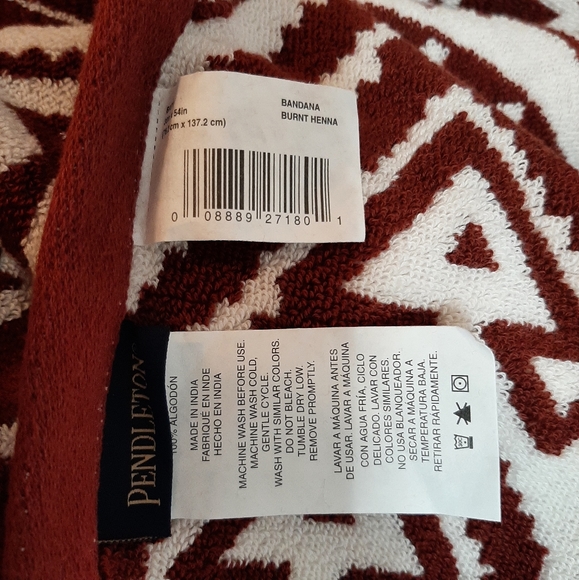 BANDANA
BURNT HENNA
54in
x 137.2 cm)
0 08889 27180 1
PENDLETON
100% ALGODÓN
MADE IN INDIA
FABRIQUÉ EN INDE
HECHO EN INDIA
MACHINE WASH BEFORE USE.
MACHINE WASH COLD,
GENTLE CYCLE.
WASH WITH SIMILAR COLORS.
DO NOT BLEACH.
TUMBLE DRY LOW.
REMOVE PROMPTLY.
LAVAR A MAQUINA ANTES
DE USAR. LAVAR A MAQUINA
CON AGUA FRÍA, CICLO
DELICADO. LAVAR CON
COLORES SIMILARES.
NO USA BLANQUEADOR.
SECAR A MAQUINA A
TEMPERATURA BAJA.
RETIRAR RAPIDAMENTE.